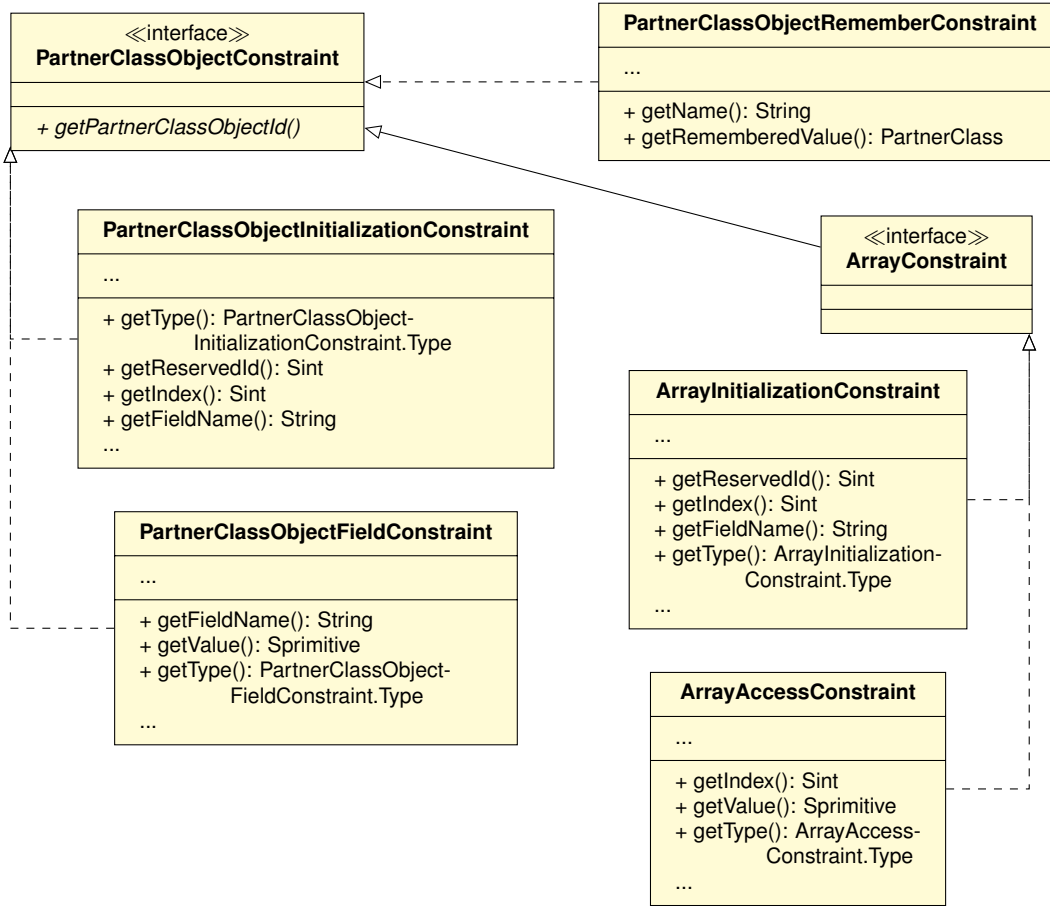 ≪interface≫
PartnerClassObjectConstraint
+ getPartnerClassObjectId()
PartnerClassObjectRememberConstraint
...
+ getName(): String
+ getRememberedValue(): PartnerClass
PartnerClassObjectInitializationConstraint
...
+ getType(): PartnerClassObject-
InitializationConstraint.Type
+ getReservedId(): Sint
+ getIndex(): Sint
+ getFieldName(): String
...
≪interface≫
ArrayConstraint
ArrayInitializationConstraint
...
+ getReservedId(): Sint
+ getIndex(): Sint
+ getFieldName(): String
+ getType(): ArrayInitialization-
Constraint.Type
...
PartnerClassObjectFieldConstraint
...
+ getFieldName(): String
+ getValue(): Sprimitive
+ getType(): PartnerClassObject-
FieldConstraint.Type
...
ArrayAccessConstraint
...
+ getIndex(): Sint
+ getValue(): Sprimitive
+ getType(): ArrayAccess-
Constraint.Type
...